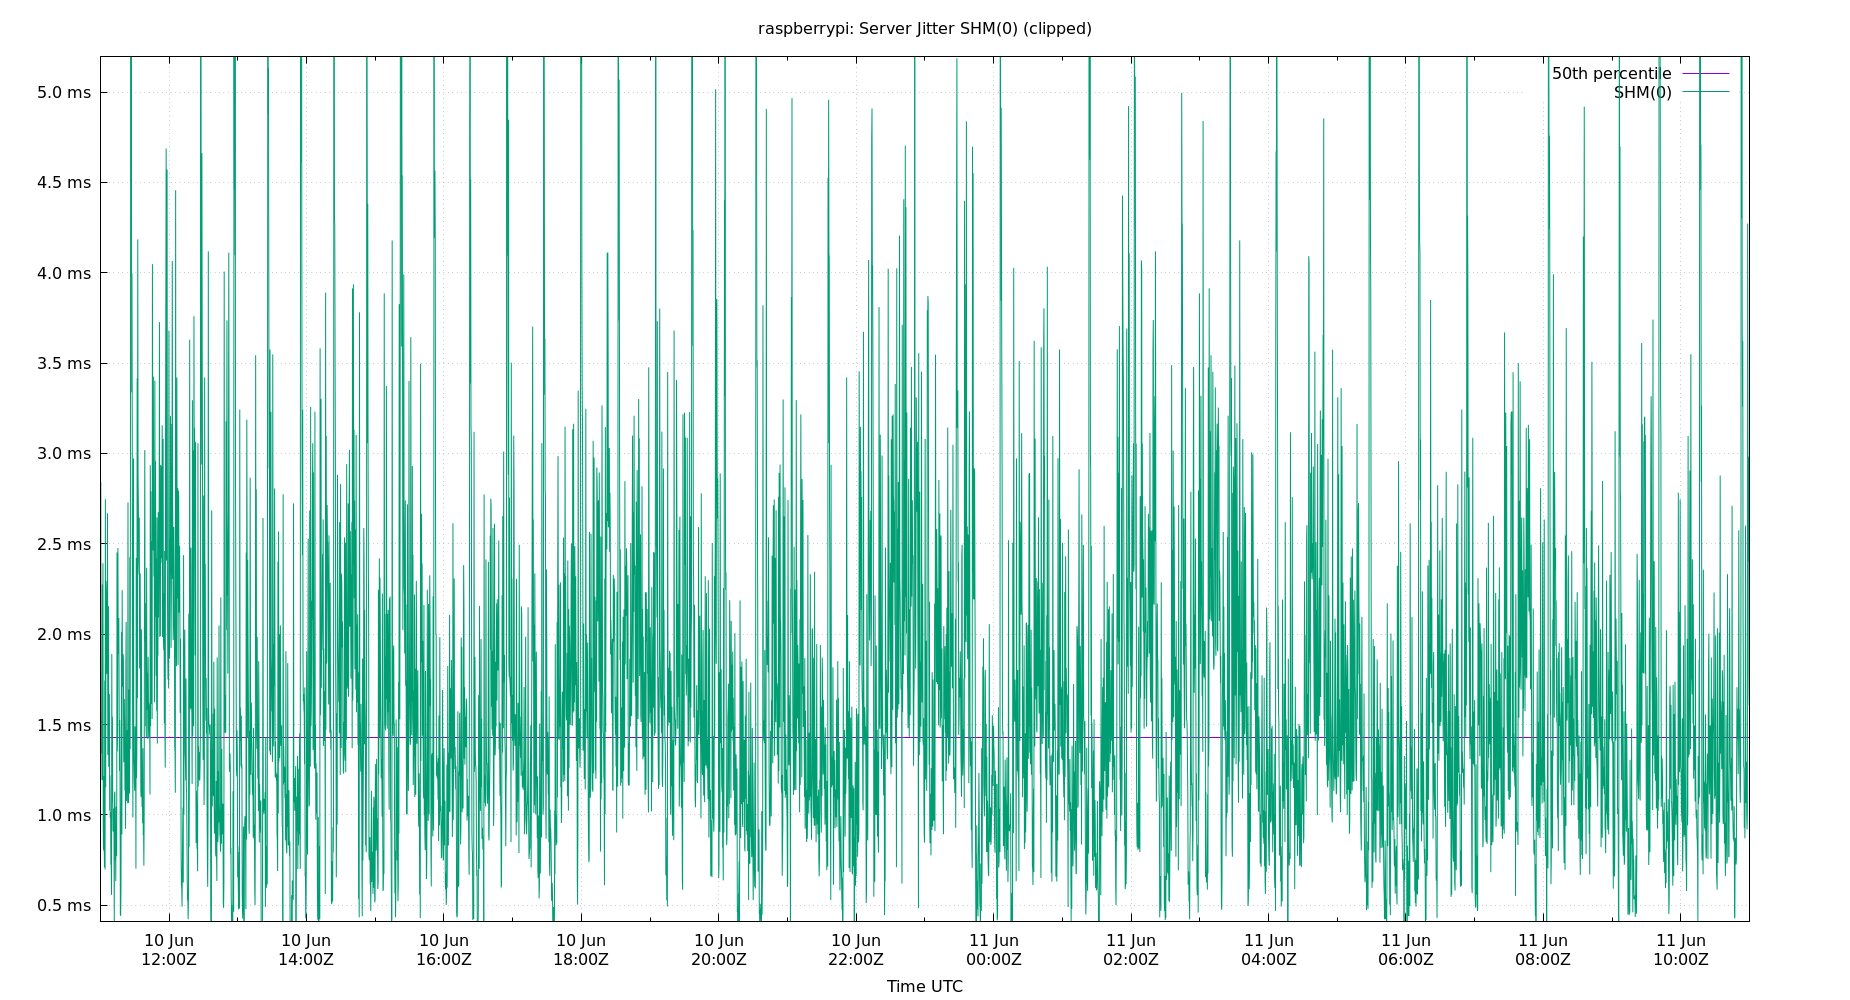 raspberrypi: Server Jitter SHM(0) (clipped)
50th percentile
SHM(0)
5.0 ms
4.5 ms
4.0 ms
3.5 ms
3.0 ms
2.5 ms
2.0 ms
1.5 ms
1.0 ms
0.5 ms
10 Jun 10 Jun 10 Jun 10 Jun 10 Jun 10 Jun 11 Jun 11 Jun 11 Jun 11 Jun 11 Jun 11 Jun
12:00Z 14:00Z 16:00Z 18:00Z 20:00Z 22:00Z 00:00Z 02:00Z 04:00Z 06:00Z 08:00Z 10:00Z
Time UTC